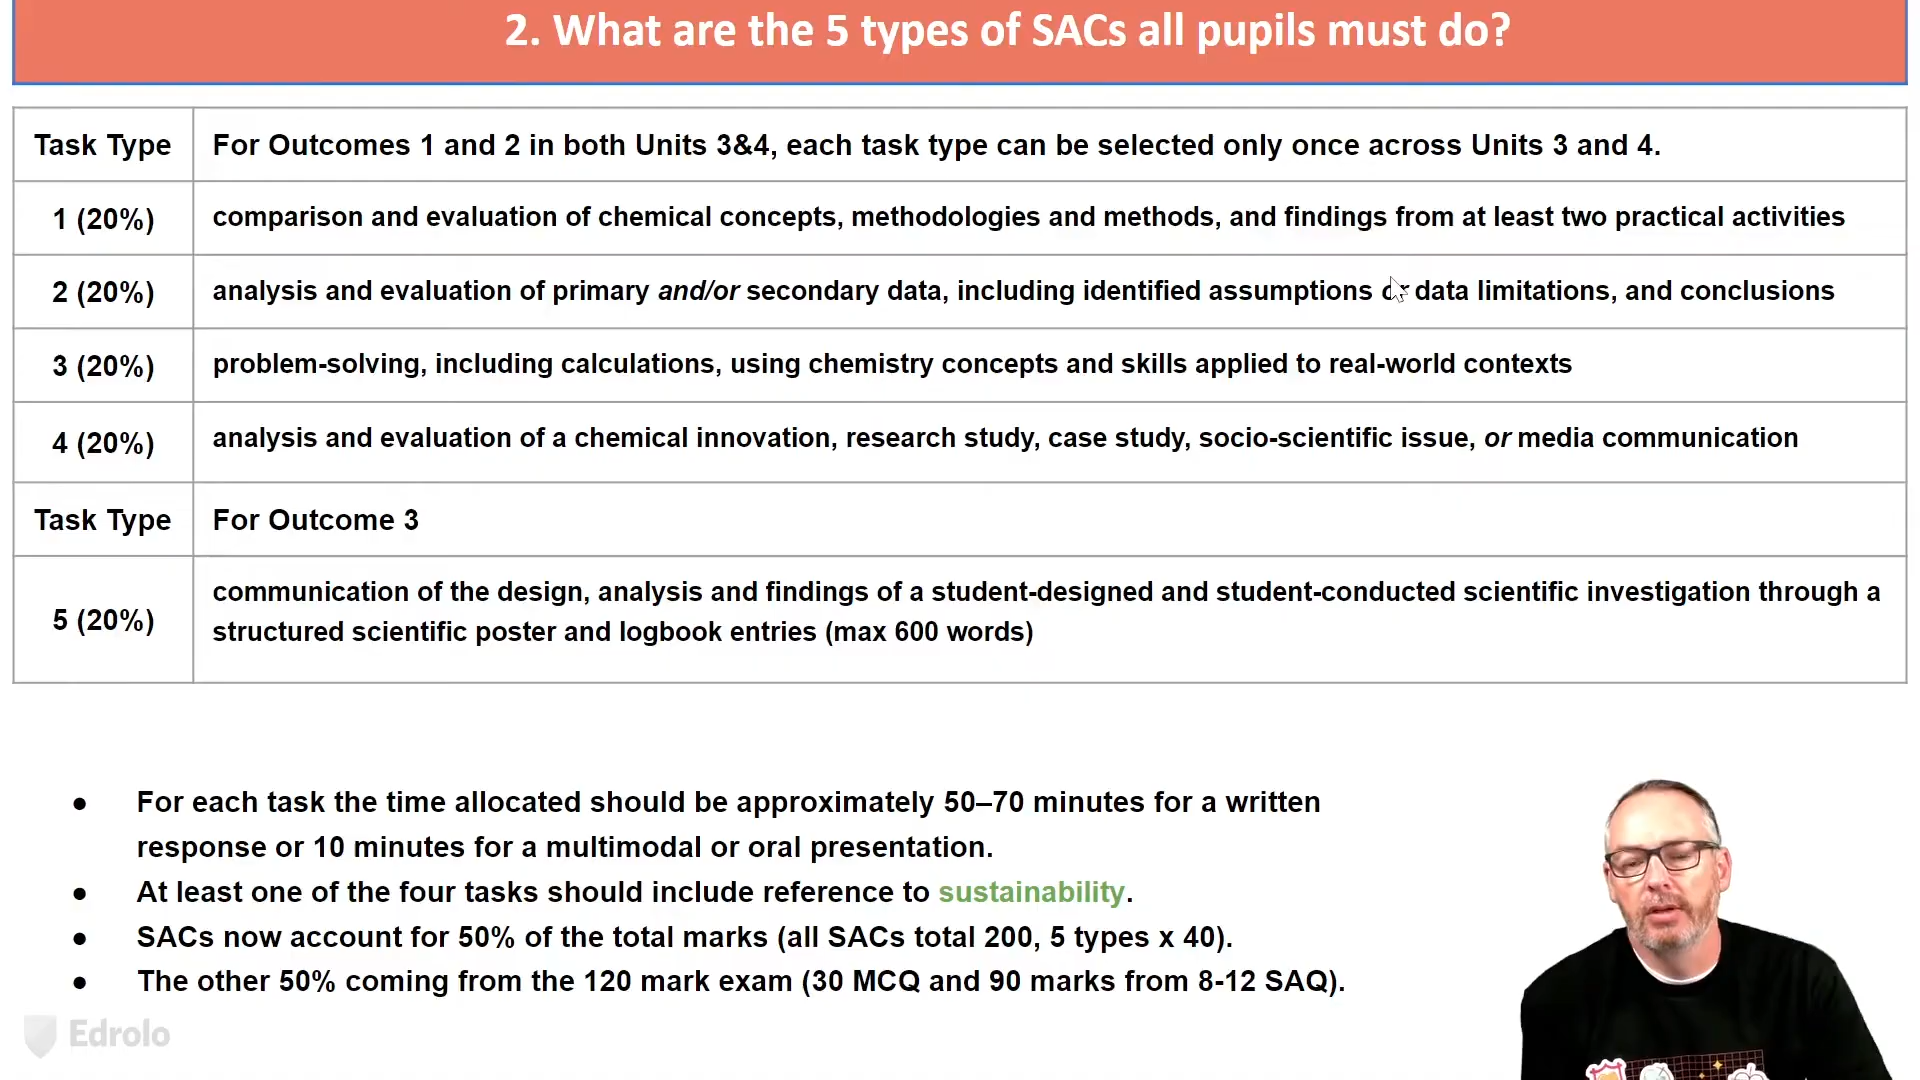 2. What are the 5 types of SACs all pupils must do?
Task Type
For Outcomes 1 and 2 in both Units 3&4, each task type can be selected only once across Units 3 and 4.
1 (20%)
comparison and evaluation of chemical concepts, methodologies and methods, and findings from at least two practical activities
2 (20%)
analysis and evaluation of primary and/or secondary data, including identified assumptions or data limitations, and conclusions
3 (20%)
problem-solving, including calculations, using chemistry concepts and skills applied to real-world contexts
4 (20%)
analysis and evaluation of a chemical innovation, research study, case study, socio-scientific issue, or media communication
Task Type
For Outcome 3
5 (20%)
communication of the design, analysis and findings of a student-designed and student-conducted scientific investigation through a
structured scientific poster and logbook entries (max 600 words)
● For each task the time allocated should be approximately 50–70 minutes for a written
response or 10 minutes for a multimodal or oral presentation.
● At least one of the four tasks should include reference to sustainability.
● SACs now account for 50% of the total marks (all SACs total 200, 5 types x 40).
● The other 50% coming from the 120 mark exam (30 MCQ and 90 marks from 8-12 SAQ).
Edrolo